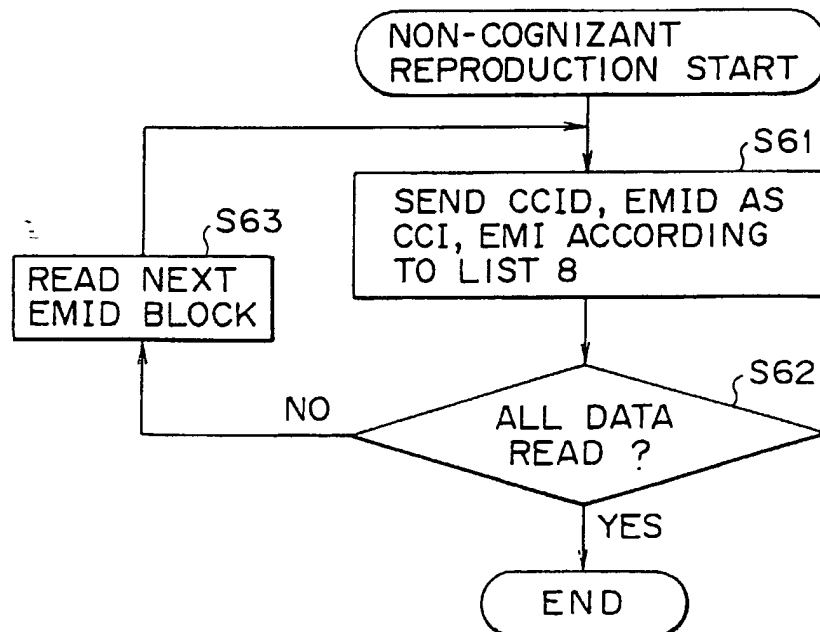 NON-COGNIZANT
REPRODUCTION START
S61
SEND CCID, EMID AS
CCI, EMI ACCORDING
TO LIST 8
S63
READ NEXT
EMID BLOCK
S62
ALL DATA
READ ?
NO
YES
END